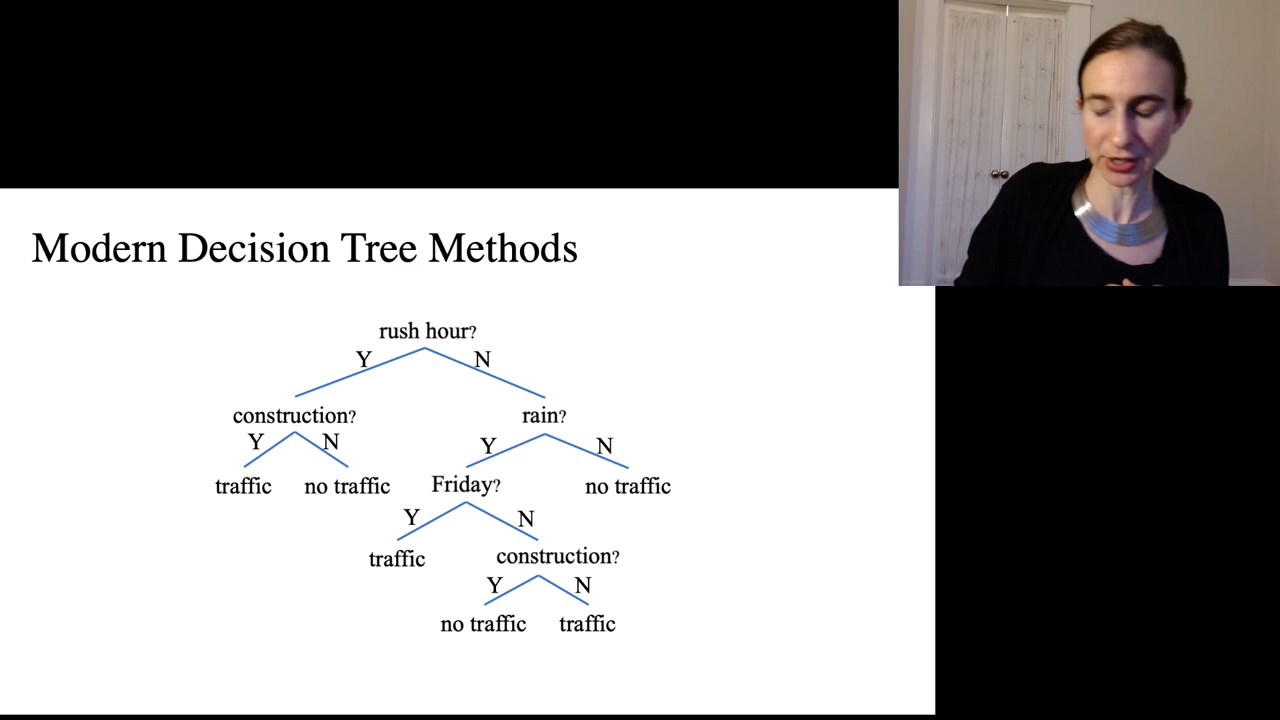 Modern Decision Tree Methods
rush hour?
Y N
construction? rain?
Y N Y N
traffic no traffic Friday? no traffic
Y N
traffic construction?
Y N
no traffic traffic